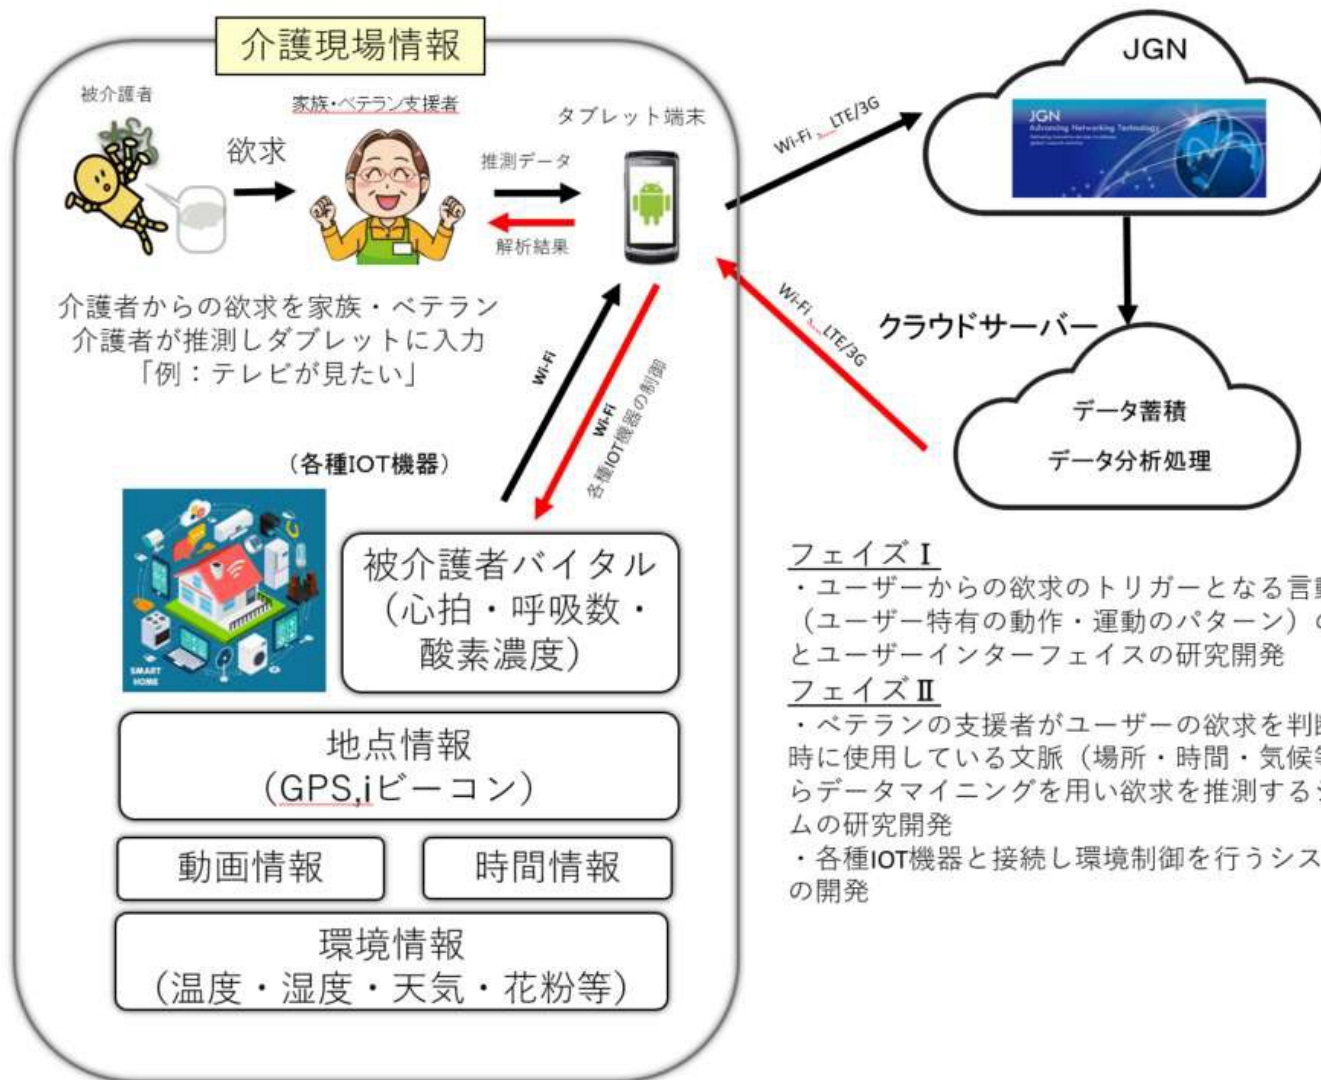 介護現場情報
被介護者
欲求
家族・ベテラン支援者
推測データ
解析結果
タブレット端末
介護者からの欲求を家族・ベテラン
介護者が推測しダブレットに入力
「例：テレビが見たい」
Wi-Fi
Wi-Fi
各種IOT機器の制御
（各種IOT機器）
SMART
HOME
被介護者バイタル
（心拍・呼吸数・
酸素濃度）
地点情報
（GPS,iビーコン）
動画情報
時間情報
環境情報
（温度・湿度・天気・花粉等）
Wi-Fi 、LTE/3G
JGN
JGN
Advancing Networking Technology
Wi-Fi 、LTE/3G
クラウドサーバー
データ蓄積
データ分析処理
フェイズⅠ
・ユーザーからの欲求のトリガーとなる言動
（ユーザー特有の動作・運動のパターン）の
とユーザーインターフェイスの研究開発
フェイズⅡ
・ベテランの支援者がユーザーの欲求を判断
時に使用している文脈（場所・時間・気候等
らデータマイニングを用い欲求を推測するシ
ムの研究開発
・各種IOT機器と接続し環境制御を行うシス
の開発